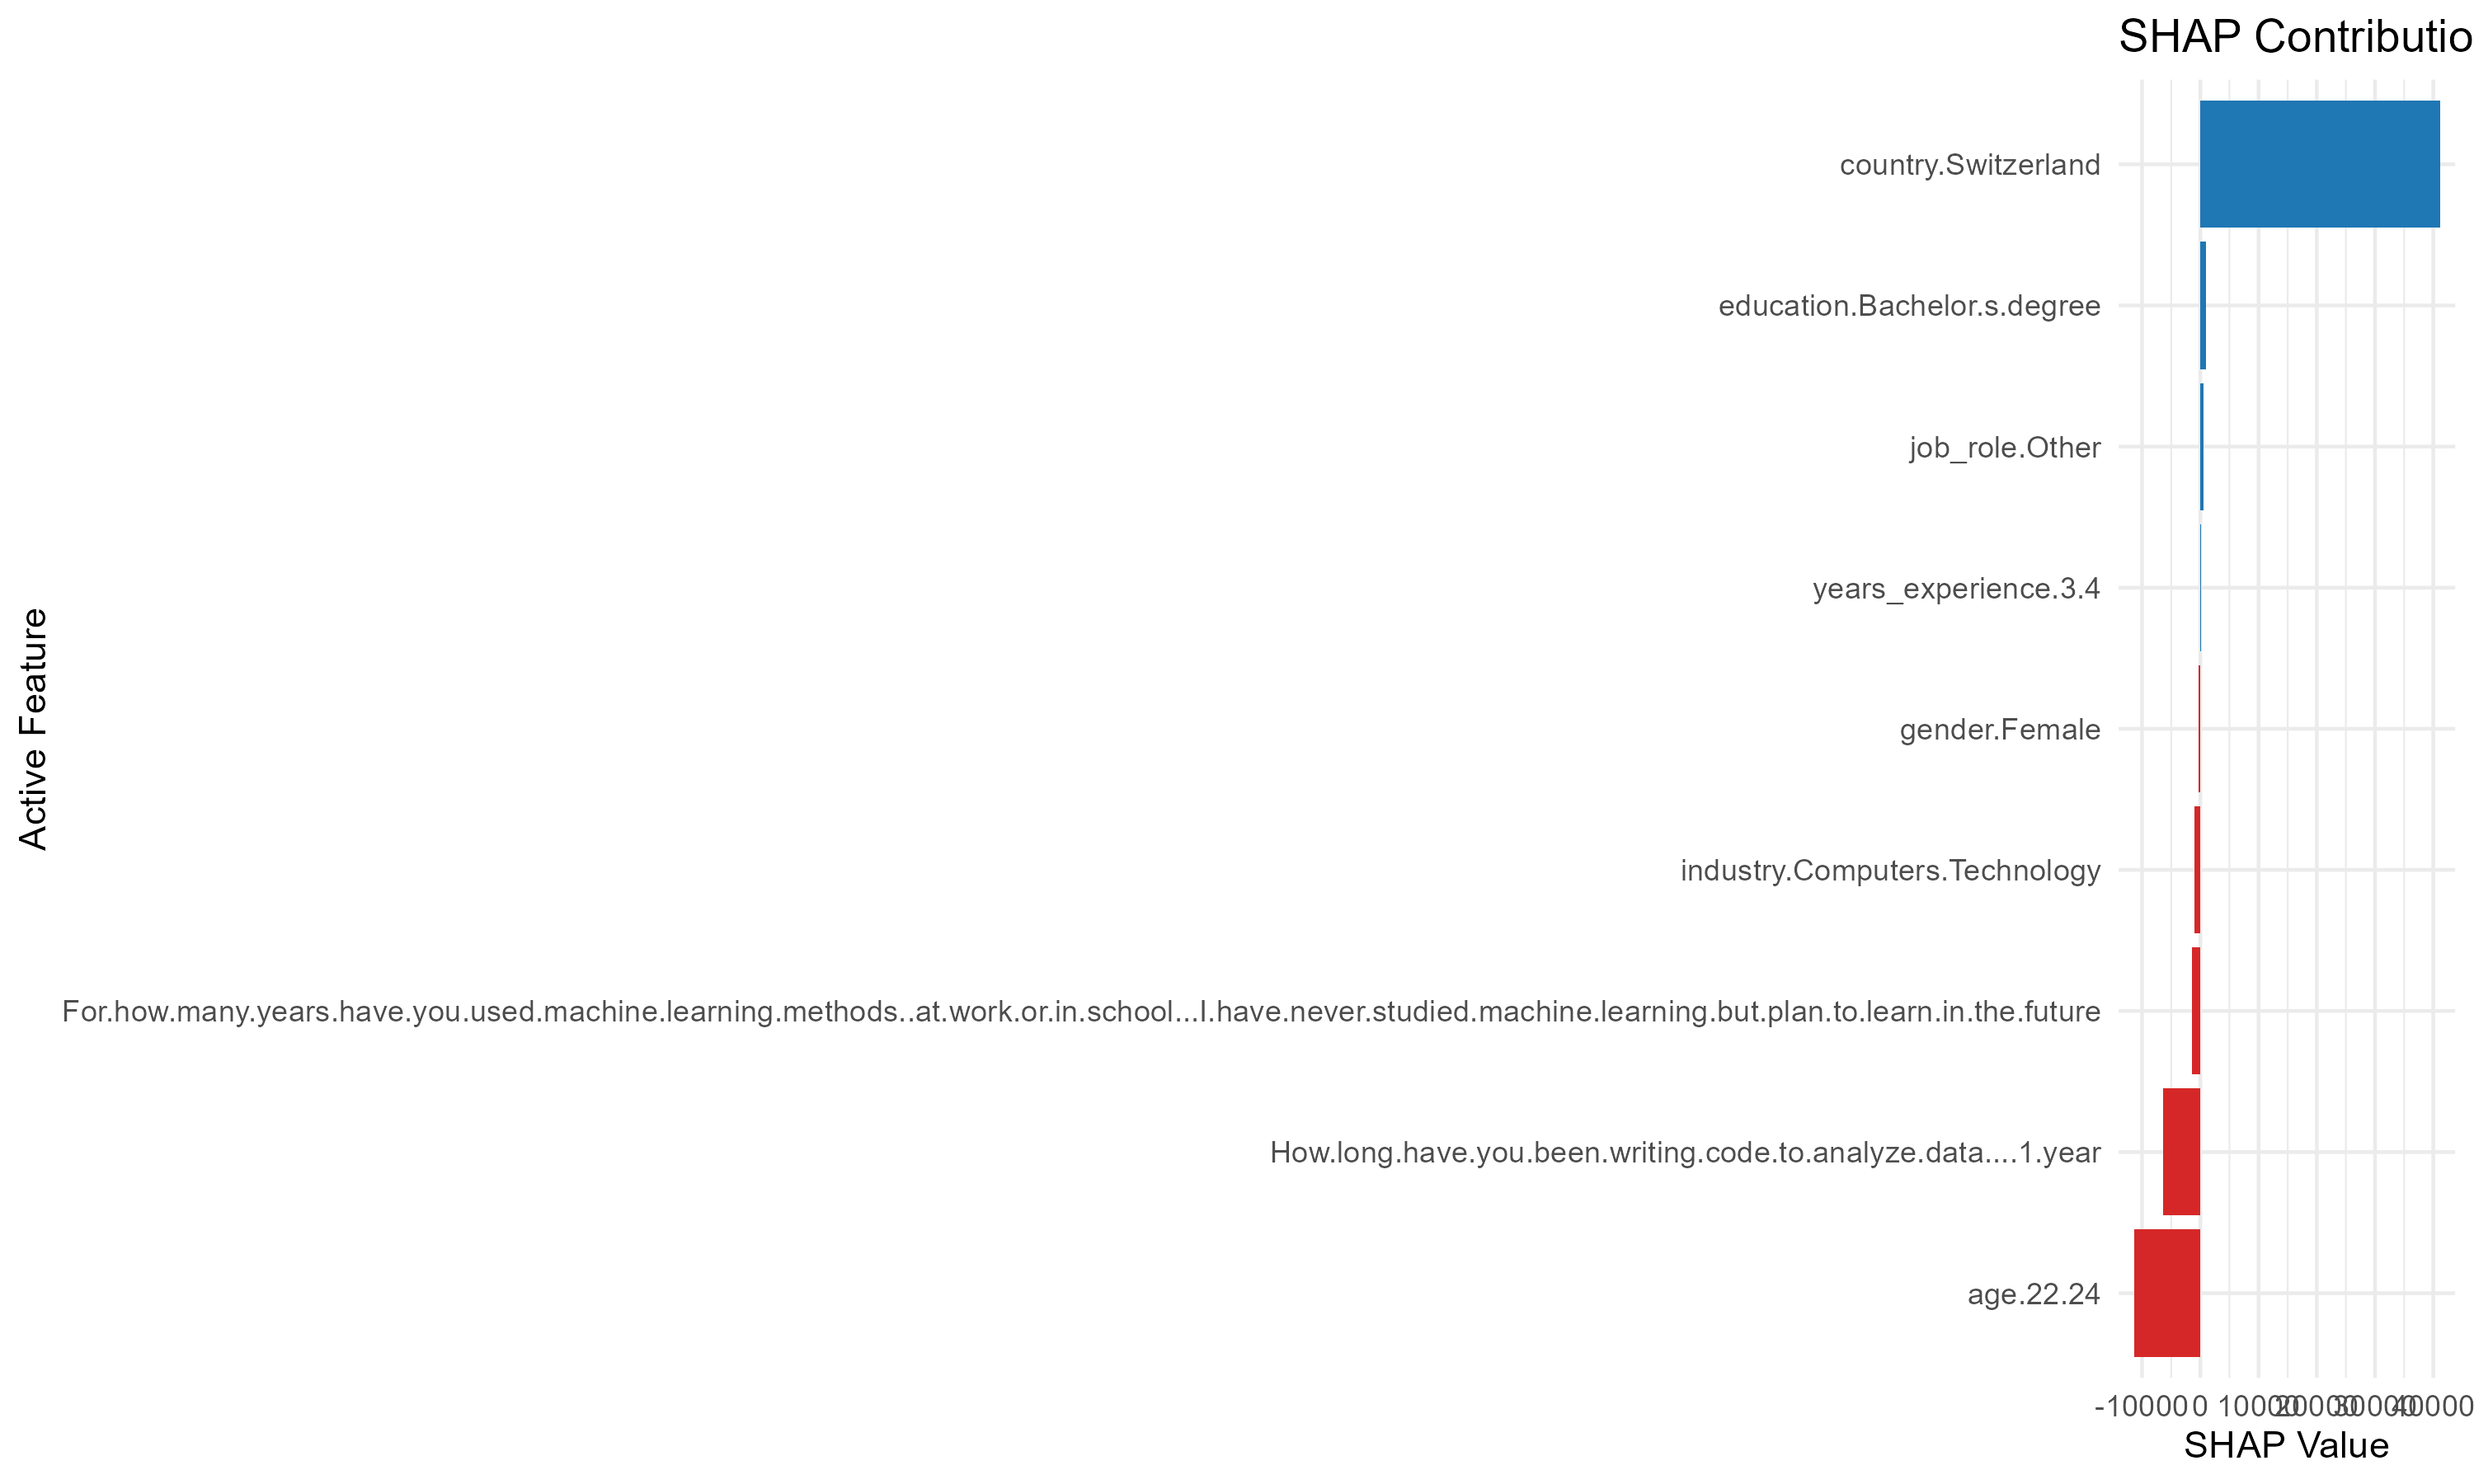 SHAP Contributio
country.Switzerland
education.Bachelor.s.degree
job_role.Other
years_experience.3.4
gender.Female
industry.Computers.Technology
For.how.many.years.have.you.used.machine.learning.methods..at.work.or.in.school...I.have.never.studied.machine.learning.but.plan.to.learn.in.the.future
How.long.have.you.been.writing.code.to.analyze.data....1.year
age.22.24
Active Feature
-10000 0 10000 20000 30000 40000
SHAP Value